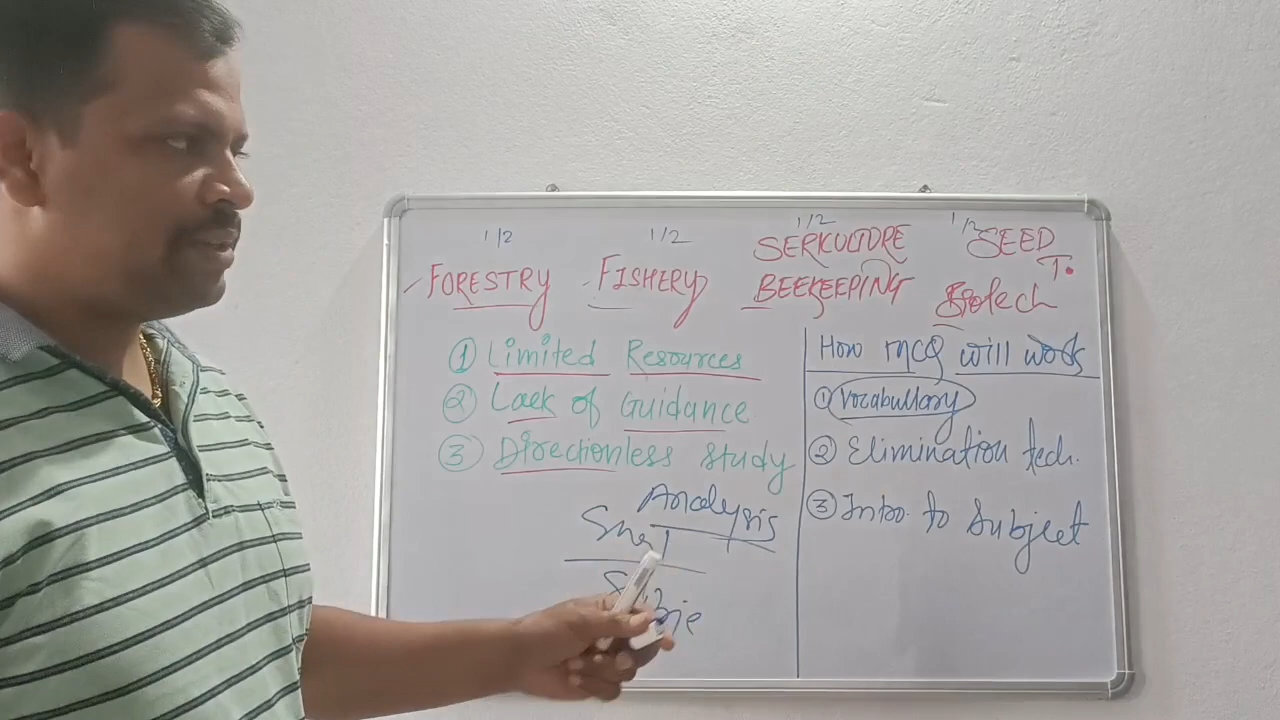 1/2 1/2 1/2 1/2
SERICULTURE SEED T.
FORESTRY FISHERY BEEKEEPING Biotech
① Limited Resources
② Lack of Guidance
③ Directionless study
Analysis
How MCQ will work
① Vocabullary
② Elimination tech.
③ Intro. to Subject